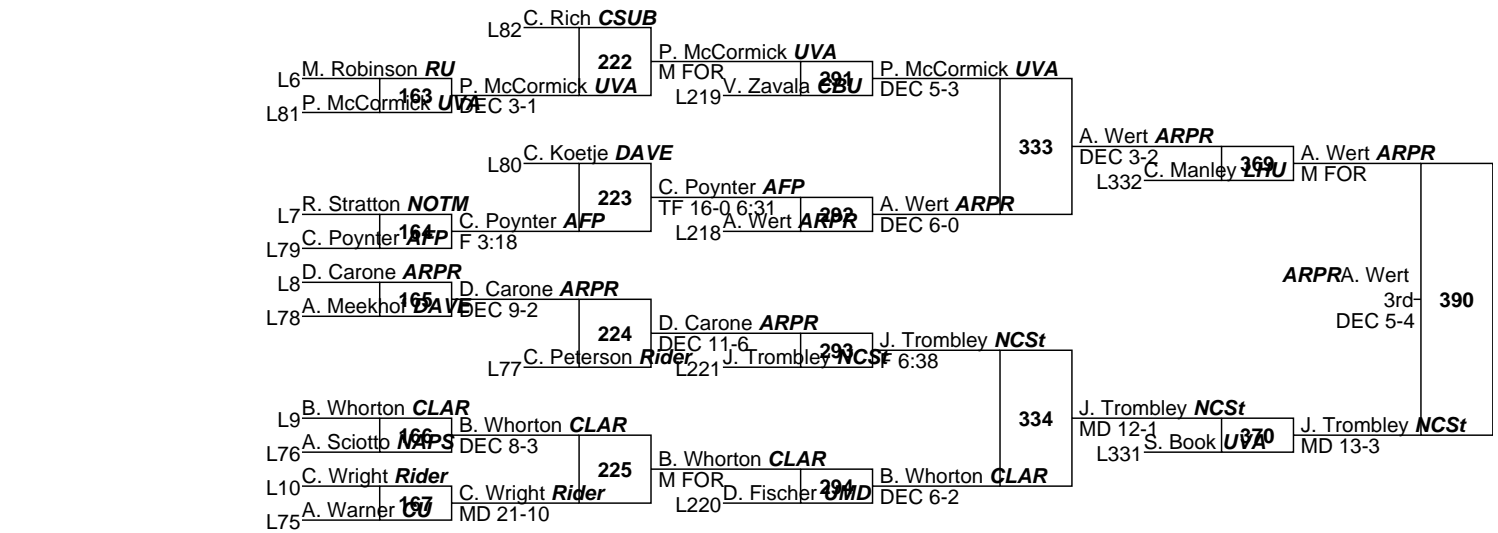 C. Rich CSUB
L82
222
P. McCormick UVA
M FOR
M. Robinson RU
L6
163
P. McCormick UVA
L81
P. McCormick UVA
DEC 3-1
L219
V. Zavala CBU
291
P. McCormick UVA
DEC 5-3
333
C. Koetje DAVE
L80
223
C. Poynter AFP
TF 16-0 6:31
R. Stratton NOTM
L7
164
C. Poynter AFP
L79
C. Poynter AFP
F 3:18
L218
A. Wert ARPR
292
A. Wert ARPR
DEC 6-0
A. Wert ARPR
DEC 3-2
L332
C. Manley LHU
369
A. Wert ARPR
M FOR
D. Carone ARPR
L8
165
A. Meekhof DAVE
L78
D. Carone ARPR
DEC 9-2
224
C. Peterson Rider
L77
D. Carone ARPR
DEC 11-6
L221
J. Trombley NCSt
293
J. Trombley NCSt
F 6:38
334
B. Whorton CLAR
L9
166
A. Sciotto NAPS
L76
B. Whorton CLAR
DEC 8-3
225
C. Wright Rider
L10
167
A. Warner CU
L75
C. Wright Rider
MD 21-10
B. Whorton CLAR
M FOR
L220
D. Fischer UMD
294
B. Whorton CLAR
DEC 6-2
J. Trombley NCSt
MD 12-1
L331
S. Book UVA
370
J. Trombley NCSt
MD 13-3
ARPR A. Wert
3rd
DEC 5-4
390